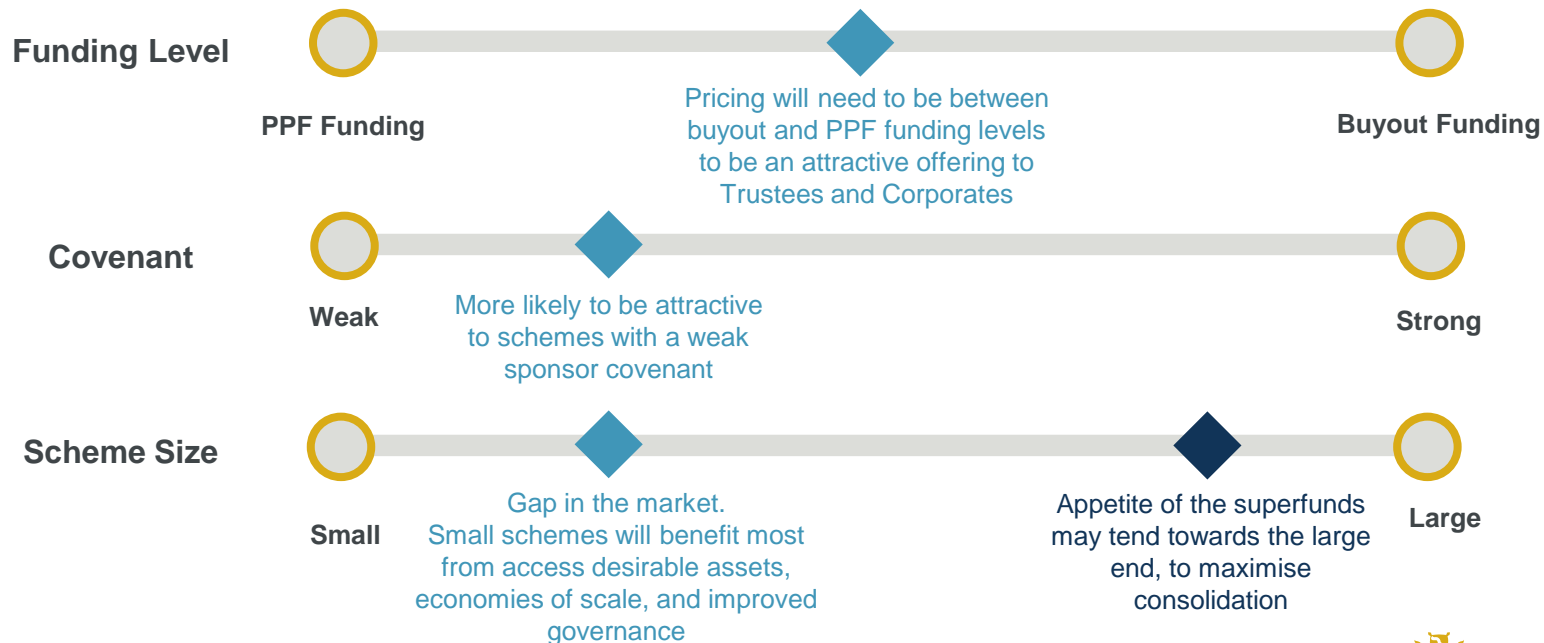 Funding Level
PPF Funding
Pricing will need to be between
buyout and PPF funding levels
to be an attractive offering to
Trustees and Corporates
Buyout Funding
Covenant
Weak
More likely to be attractive
to schemes with a weak
sponsor covenant
Strong
Scheme Size
Small
Gap in the market.
Small schemes will benefit most
from access desirable assets,
economies of scale, and improved
governance
Appetite of the superfunds
may tend towards the large
end, to maximise
consolidation
Large